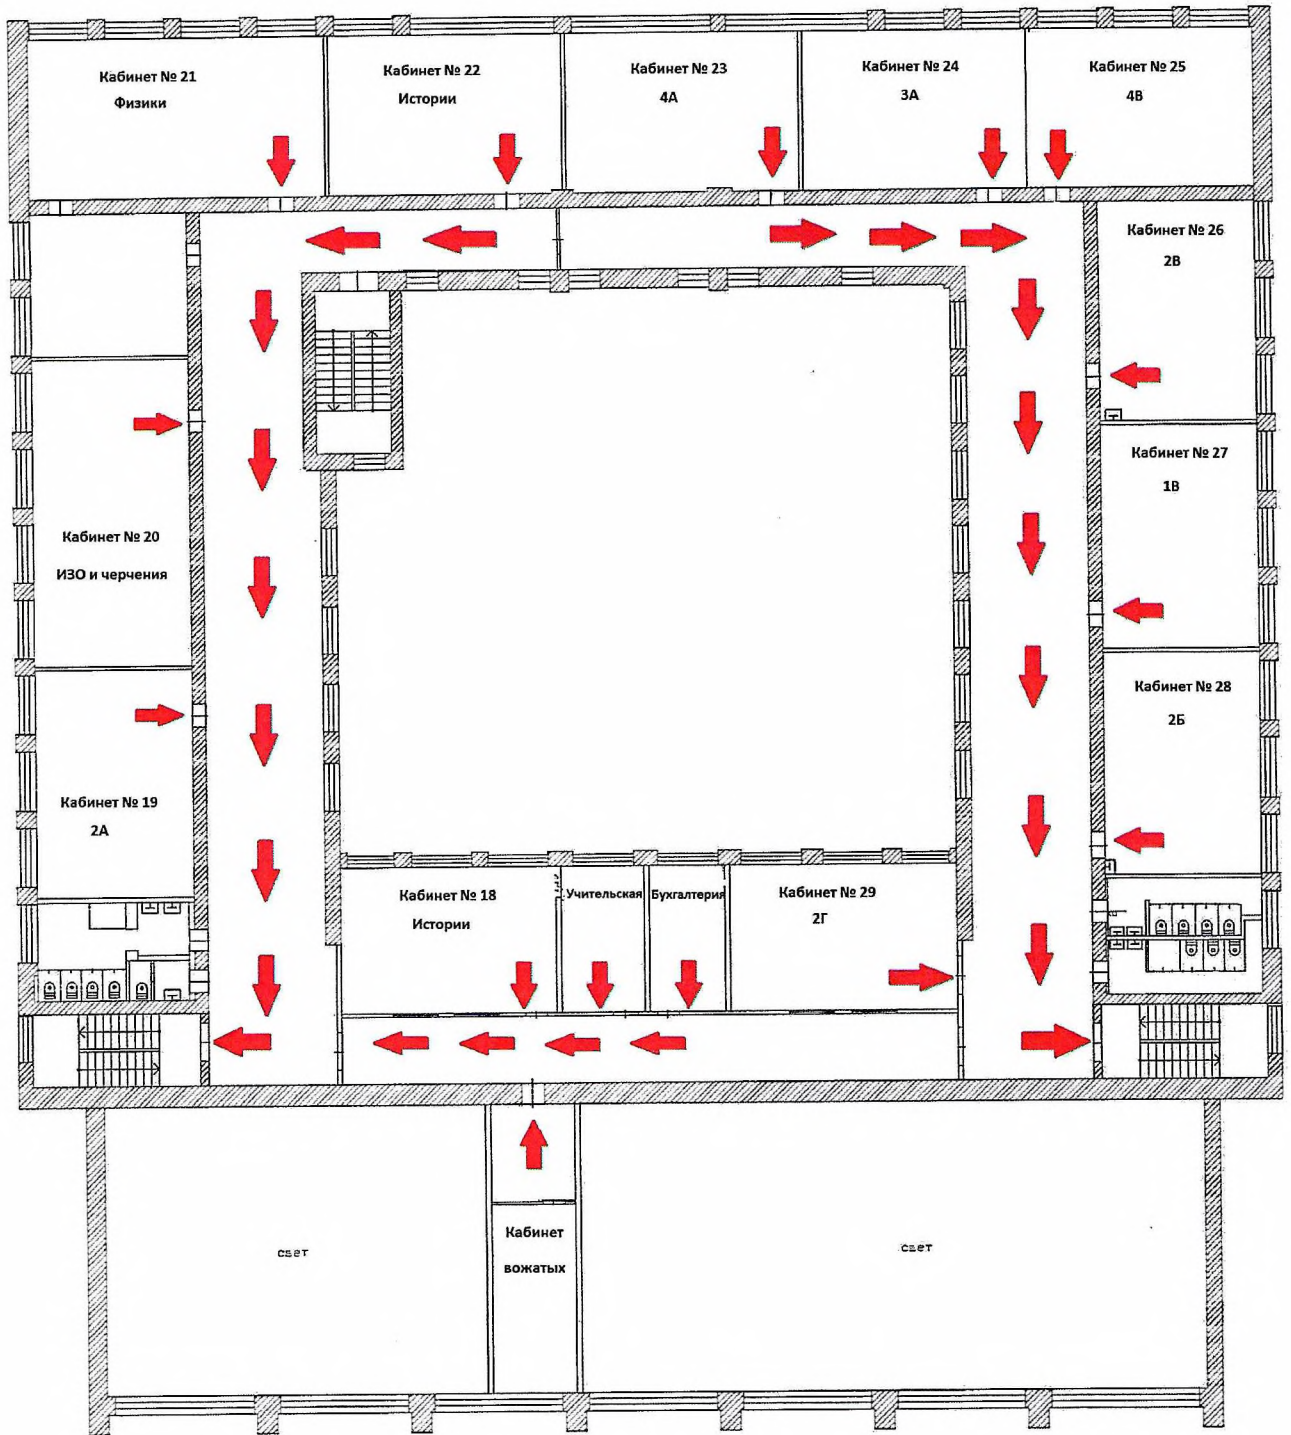 Кабинет № 21
Физики
Кабинет № 22
Истории
Кабинет № 23
4А
Кабинет № 24
3А
Кабинет № 25
4В
Кабинет № 26
2В
Кабинет № 27
1В
Кабинет № 20
ИЗО и черчения
Кабинет № 28
2Б
Кабинет № 19
2А
Кабинет № 18
Истории
Учительская
Бухгалтерия
Кабинет № 29
2Г
Кабинет
вожатых
свет
свет